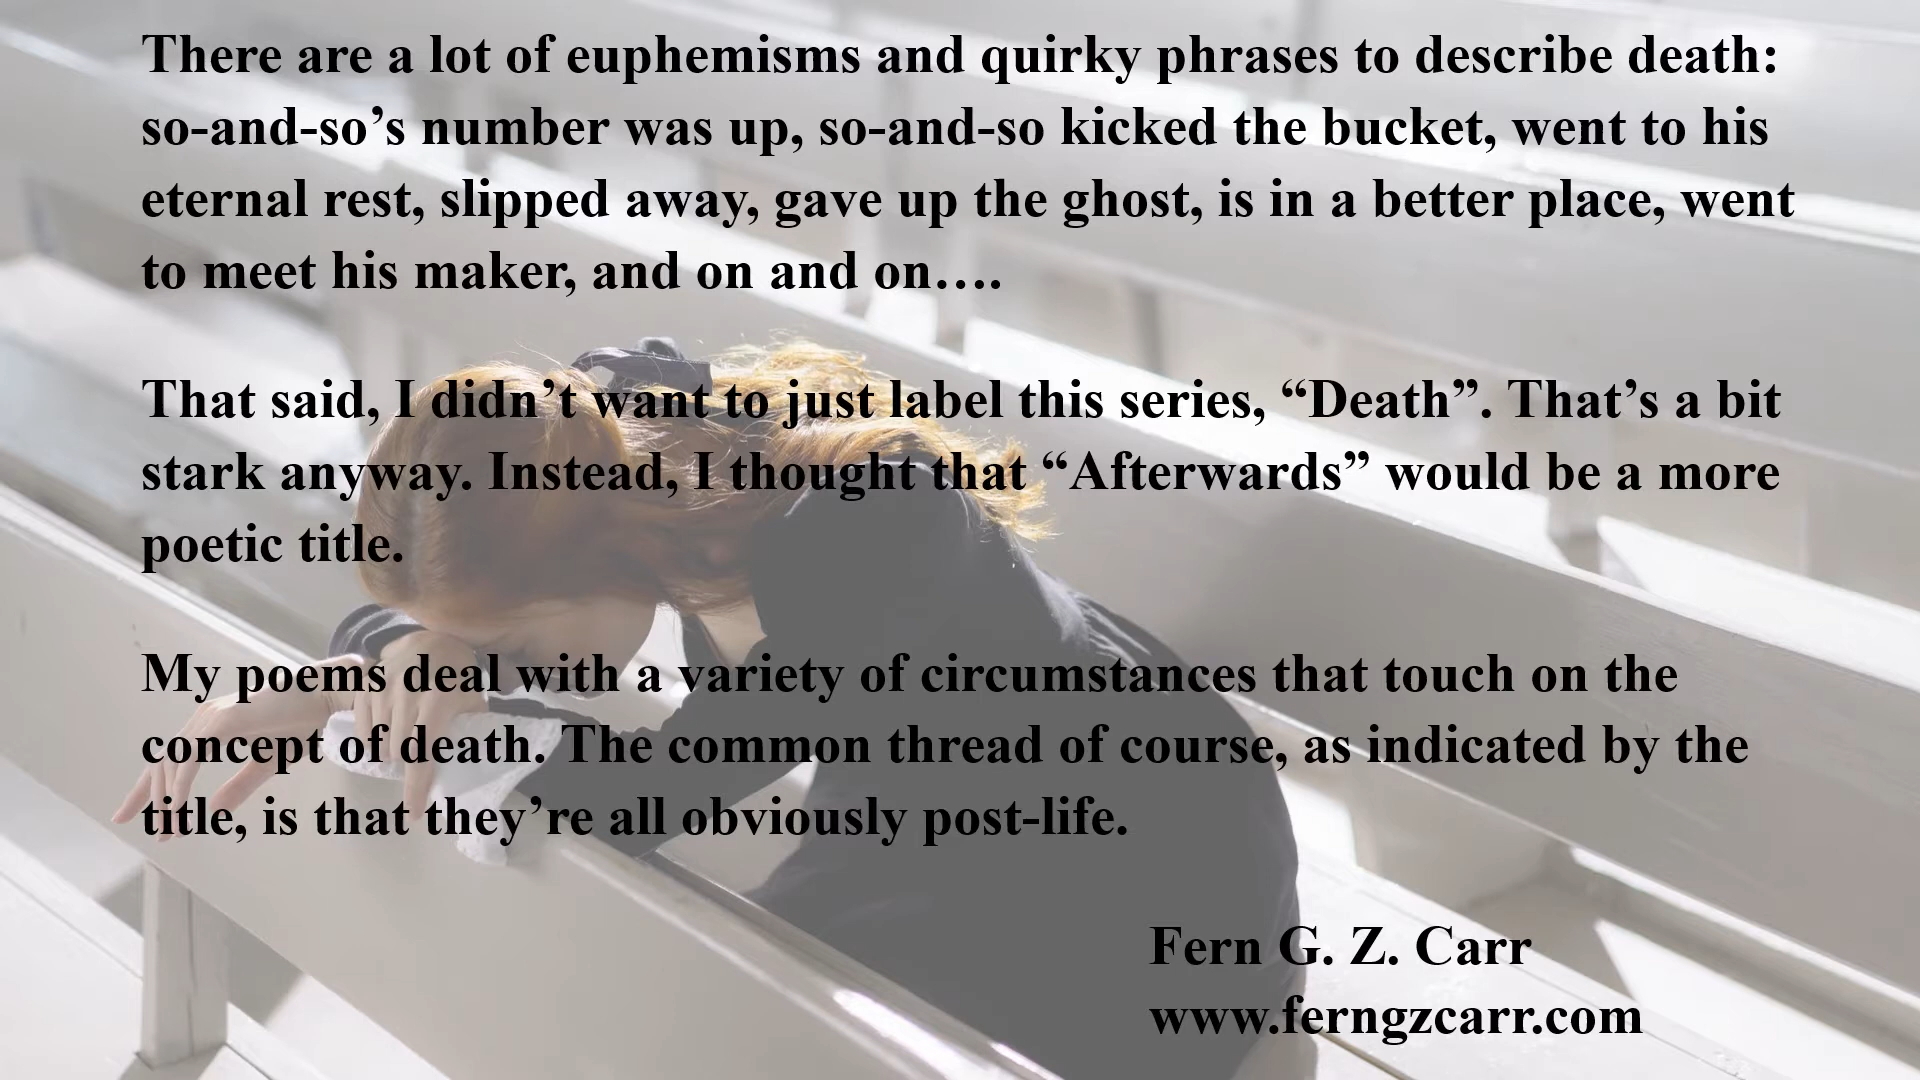 There are a lot of euphemisms and quirky phrases to describe death:
so-and-so’s number was up, so-and-so kicked the bucket, went to his
eternal rest, slipped away, gave up the ghost, is in a better place, went
to meet his maker, and on and on….
That said, I didn’t want to just label this series, “Death”. That’s a bit
stark anyway. Instead, I thought that “Afterwards” would be a more
poetic title.
My poems deal with a variety of circumstances that touch on the
concept of death. The common thread of course, as indicated by the
title, is that they’re all obviously post-life.
Fern G. Z. Carr
www.ferngzcarr.com